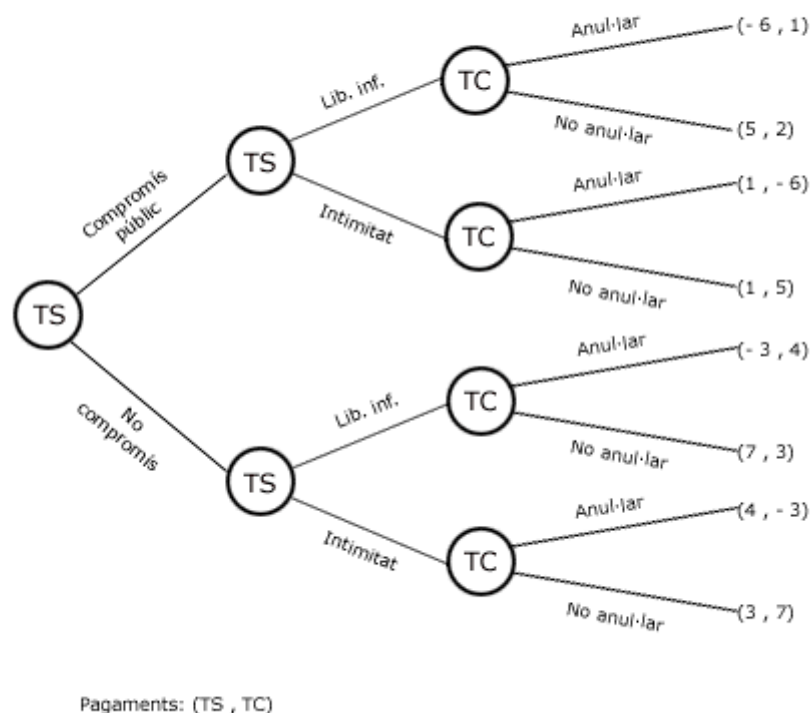 Anul·lar
(- 6 , 1)
TC
Lib. inf.
No anul·lar
(5 , 2)
TS
Compromís
públic
Anul·lar
(1 , - 6)
Intimitat
TC
No anul·lar
(1 , 5)
TS
Anul·lar
(- 3 , 4)
Lib. inf.
TC
No
compromís
No anul·lar
(7 , 3)
TS
Anul·lar
(4 , - 3)
Intimitat
TC
No anul·lar
(3 , 7)
Pagaments: (TS , TC)